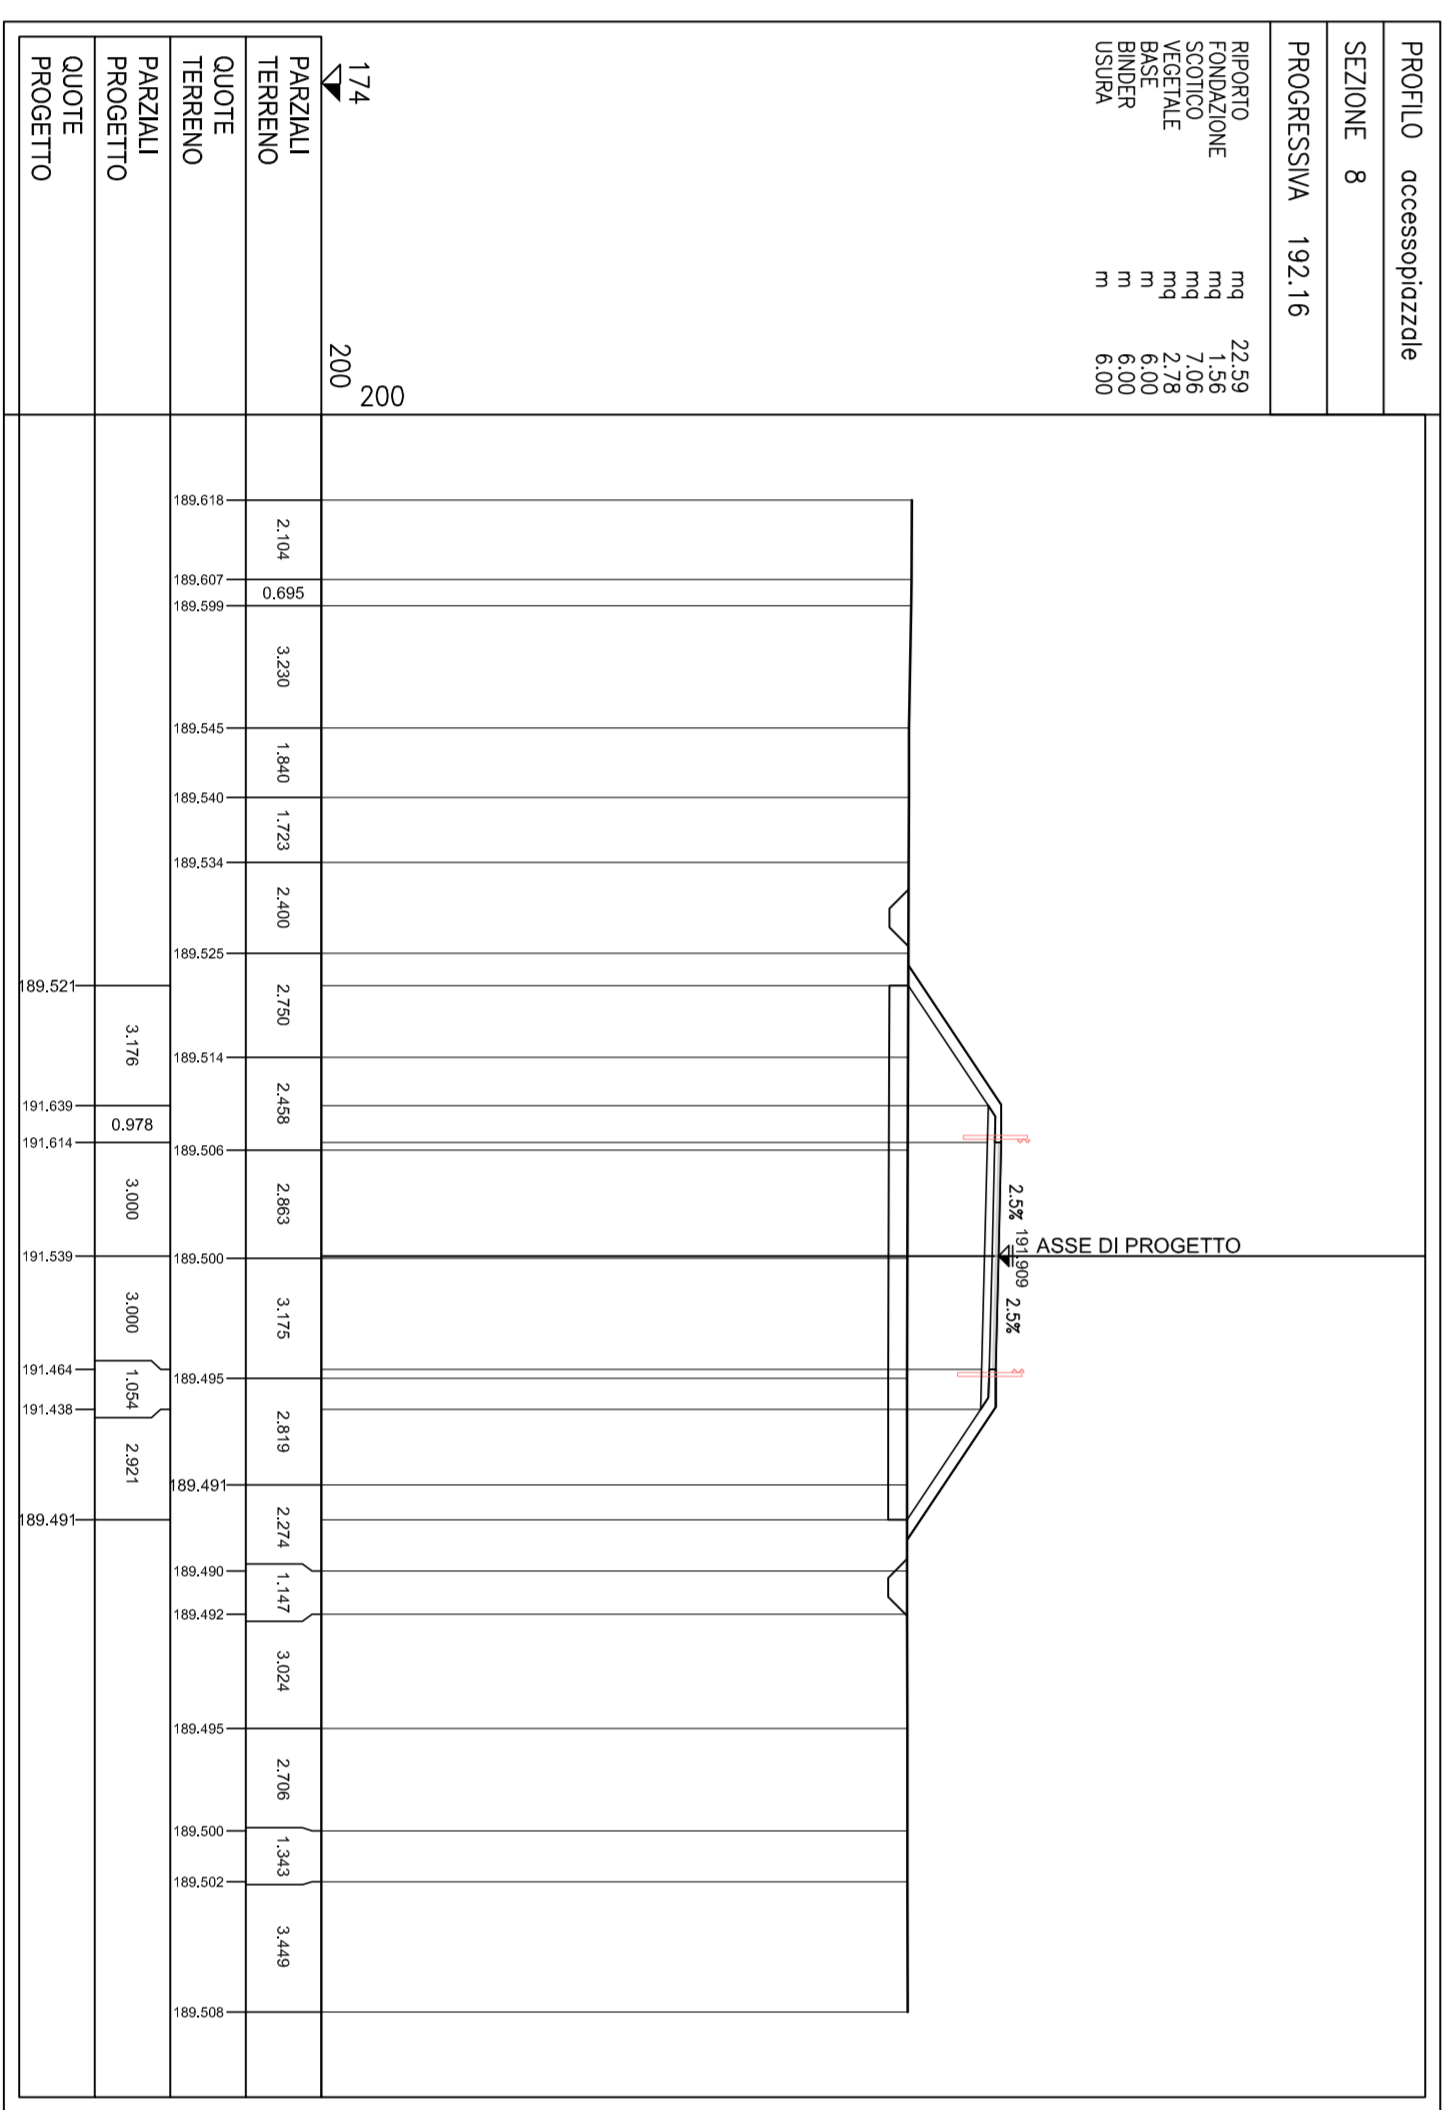 PROFILO accessopiazzale
SEZIONE 8
PROGRESSIVA 192.16
RIPORTO mq 22.59
FONDAZIONE mq 1.56
SCOTICO mq 7.06
VEGETALE mq 2.78
BASE m 6.00
BINDER m 6.00
USURA m 6.00
ASSE DI PROGETTO
2.5% 191.909 2.5%
174
200
200
PARZIALI TERRENO
2.104 0.695 3.230 1.840 1.723 2.400 2.750 2.458 2.863 3.175 2.819 2.274 1.147 3.024 2.706 1.343 3.449
QUOTE TERRENO
189.618 189.607 189.599 189.545 189.540 189.534 189.525 189.514 189.506 189.500 189.495 189.491 189.490 189.492 189.495 189.500 189.502 189.508
PARZIALI PROGETTO
3.176 0.978 3.000 3.000 1.054 2.921
QUOTE PROGETTO
189.521 191.639 191.614 191.539 191.464 191.438 189.491